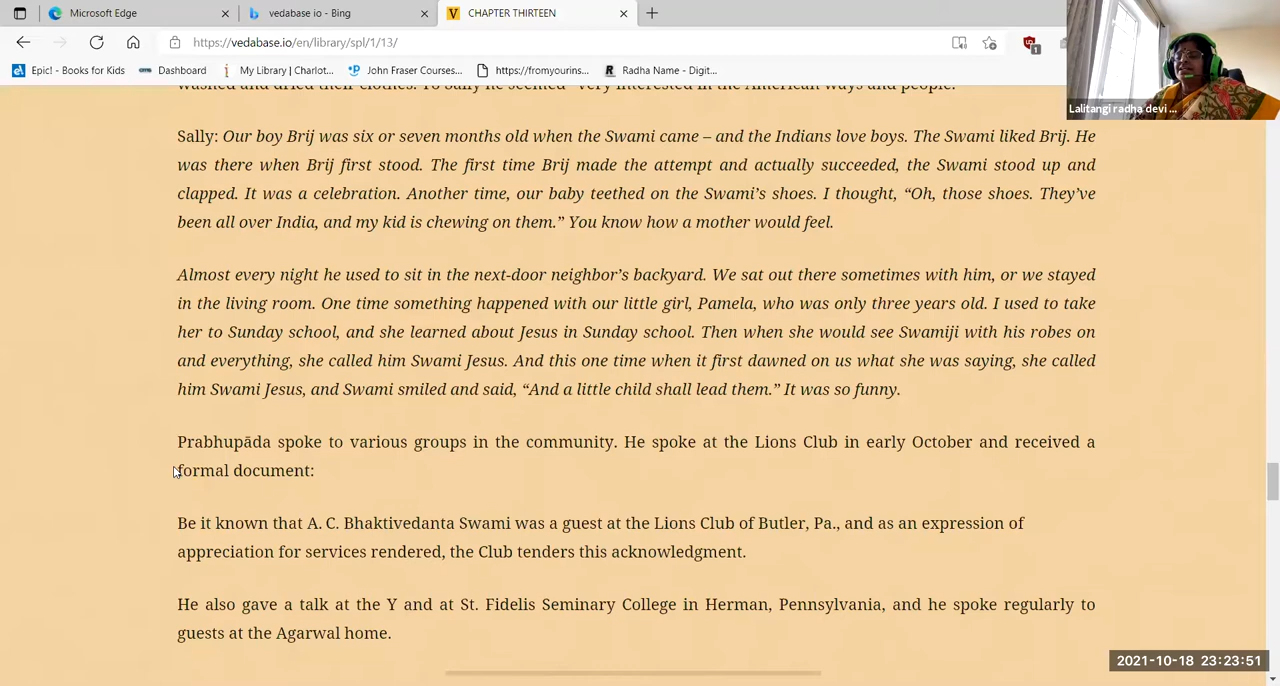 Microsoft Edge
vedabase io - Bing
CHAPTER THIRTEEN
https://vedabase.io/en/library/spl/1/13/
1
Epic! - Books for Kids
Dashboard
My Library | Charlot...
John Fraser Courses...
https://fromyourins...
Radha Name - Digit...
Lalitangi radha devi ...
washed and dried their clothes. To Sally he seemed “very interested in the American ways and people.”
Sally: Our boy Brij was six or seven months old when the Swami came – and the Indians love boys. The Swami liked Brij. He
was there when Brij first stood. The first time Brij made the attempt and actually succeeded, the Swami stood up and
clapped. It was a celebration. Another time, our baby teethed on the Swami’s shoes. I thought, “Oh, those shoes. They’ve
been all over India, and my kid is chewing on them.” You know how a mother would feel.
Almost every night he used to sit in the next-door neighbor’s backyard. We sat out there sometimes with him, or we stayed
in the living room. One time something happened with our little girl, Pamela, who was only three years old. I used to take
her to Sunday school, and she learned about Jesus in Sunday school. Then when she would see Swamiji with his robes on
and everything, she called him Swami Jesus. And this one time when it first dawned on us what she was saying, she called
him Swami Jesus, and Swami smiled and said, “And a little child shall lead them.” It was so funny.
Prabhupāda spoke to various groups in the community. He spoke at the Lions Club in early October and received a
formal document:
Be it known that A. C. Bhaktivedanta Swami was a guest at the Lions Club of Butler, Pa., and as an expression of
appreciation for services rendered, the Club tenders this acknowledgment.
He also gave a talk at the Y and at St. Fidelis Seminary College in Herman, Pennsylvania, and he spoke regularly to
guests at the Agarwal home.
2021-10-18 23:23:51